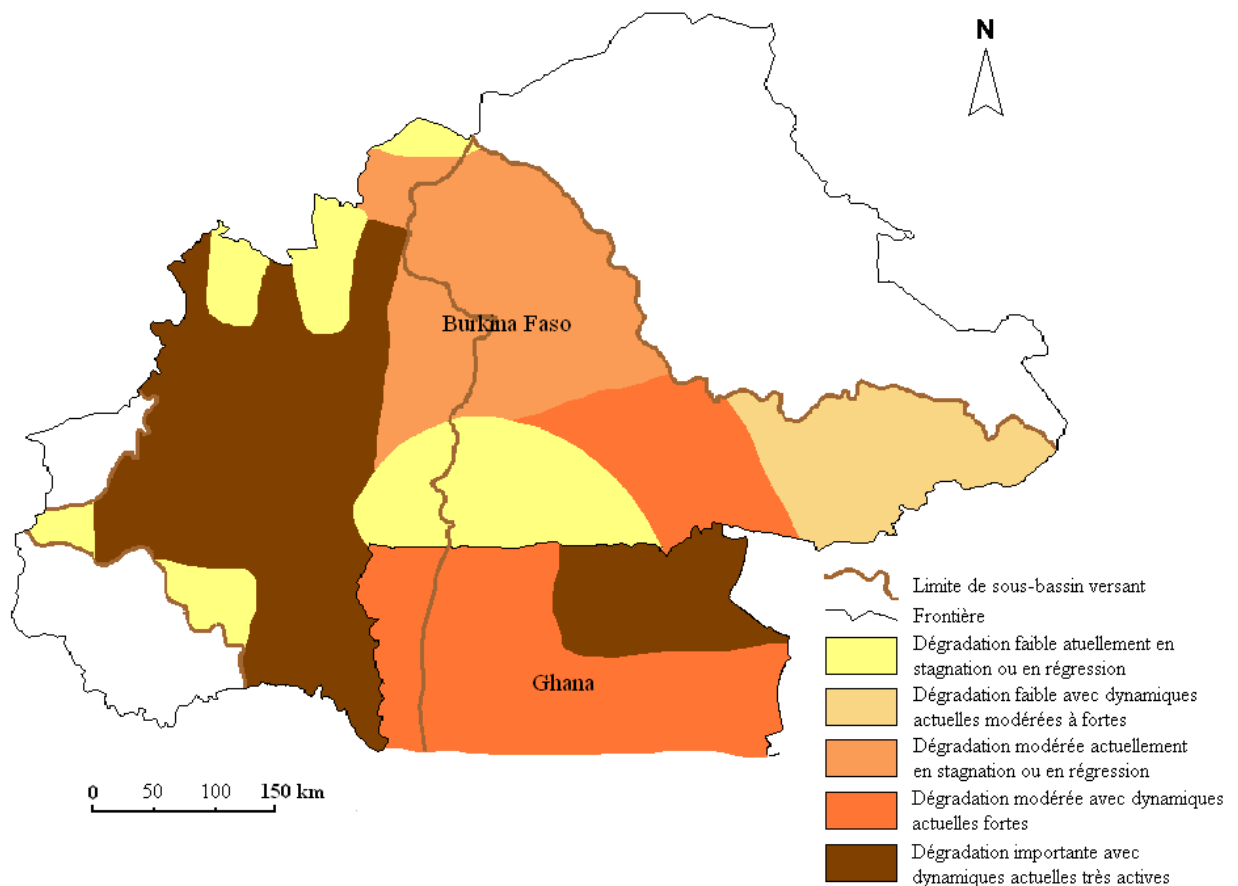 N
Burkina Faso
Ghana
Limite de sous-bassin versant
Frontière
Dégradation faible atuellement en
stagnation ou en régression
Dégradation faible avec dynamiques
actuelles modérées à fortes
Dégradation modérée actuellement
en stagnation ou en régression
Dégradation modérée avec dynamiques
actuelles fortes
Dégradation importante avec
dynamiques actuelles très actives
0 50 100 150 km